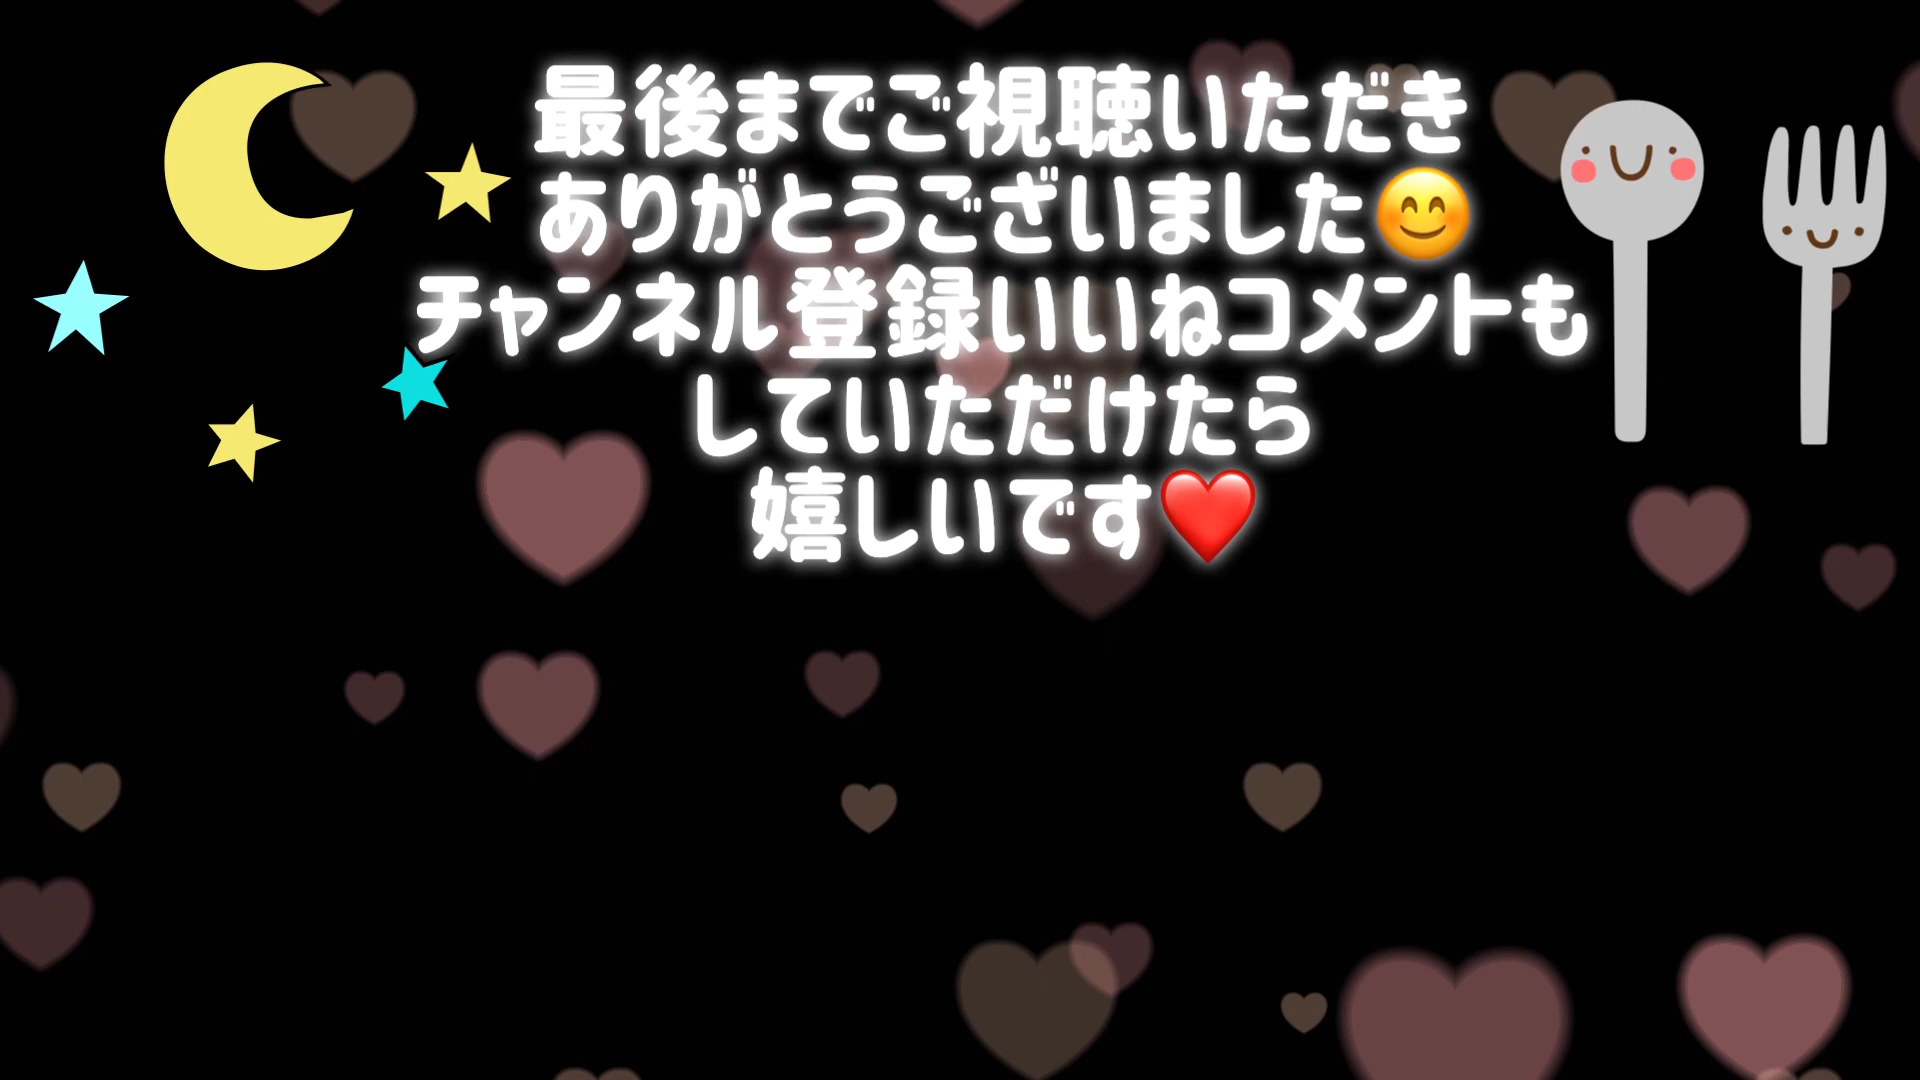 最後までご視聴いただき
ありがとうございました😊
チャンネル登録いいねコメントも
していただけたら
嬉しいです❤️